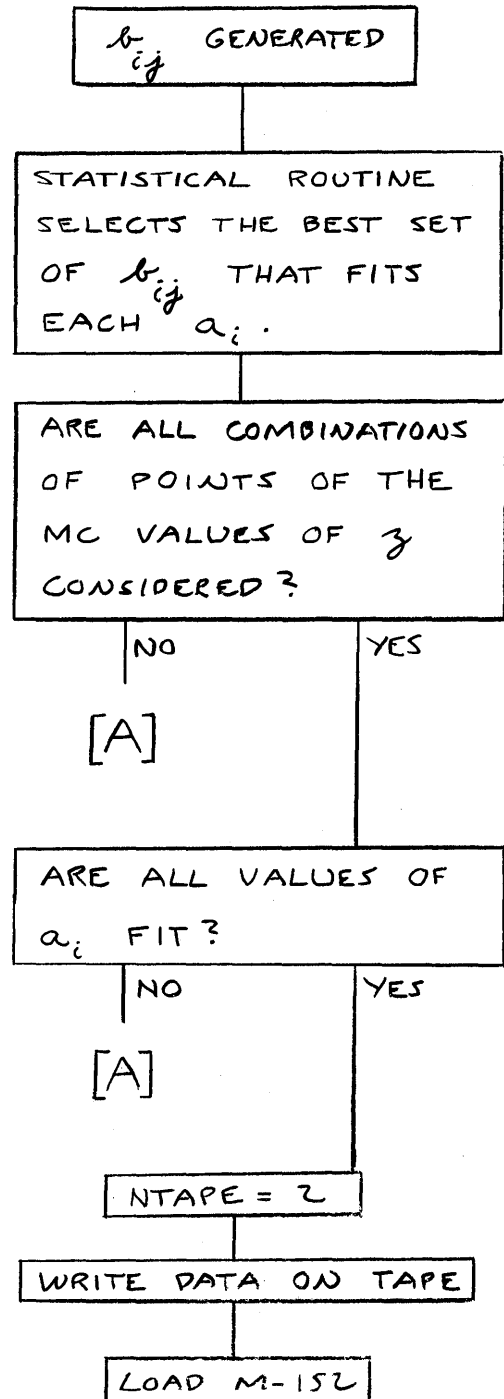 b_ij GENERATED
STATISTICAL ROUTINE
SELECTS THE BEST SET
OF b_ij THAT FITS
EACH a_i.
ARE ALL COMBINATIONS
OF POINTS OF THE
MC VALUES OF z
CONSIDERED?
NO YES
[A]
ARE ALL VALUES OF
a_i FIT?
NO YES
[A]
NTAPE = 2
WRITE DATA ON TAPE
LOAD M-152